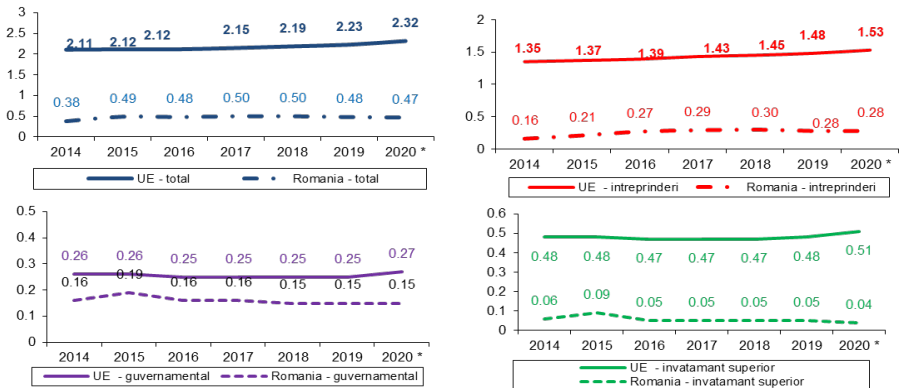 3
2.5
2
1.5
1
0.5
0
2.11 2.12 2.12 2.15 2.19 2.23 2.32
0.38 0.49 0.48 0.50 0.50 0.48 0.47
2014 2015 2016 2017 2018 2019 2020 *
UE - total Romania - total
2
1.5
1
0.5
0
1.35 1.37 1.39 1.43 1.45 1.48 1.53
0.16 0.21 0.27 0.29 0.30 0.28 0.28
2014 2015 2016 2017 2018 2019 2020 *
UE - intreprinderi Romania - intreprinderi
0.5
0.4
0.3
0.2
0.1
0
0.26 0.26 0.25 0.25 0.25 0.25 0.27
0.16 0.19 0.16 0.16 0.15 0.15 0.15
2014 2015 2016 2017 2018 2019 2020 *
UE - guvernamental Romania - guvernamental
0.6
0.5
0.4
0.3
0.2
0.1
0
0.48 0.48 0.47 0.47 0.47 0.48 0.51
0.06 0.09 0.05 0.05 0.05 0.05 0.04
2014 2015 2016 2017 2018 2019 2020 *
UE - invatamant superior
Romania - invatamant superior